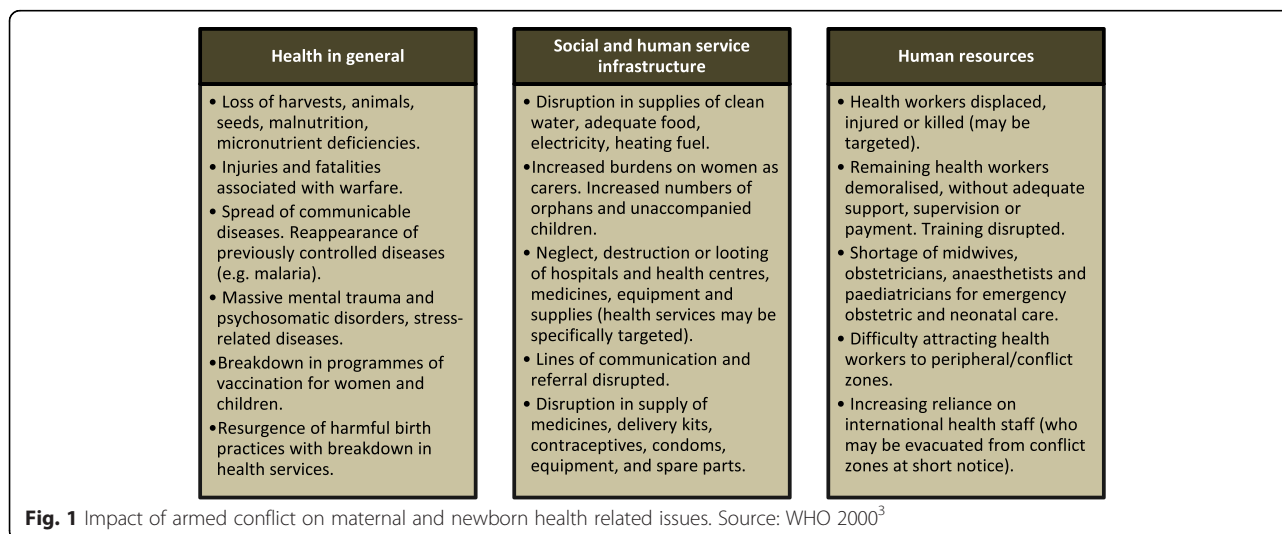 Health in general
• Loss of harvests, animals,
seeds, malnutrition,
micronutrient deficiencies.
• Injuries and fatalities
associated with warfare.
• Spread of communicable
diseases. Reappearance of
previously controlled diseases
(e.g. malaria).
• Massive mental trauma and
psychosomatic disorders, stress-
related diseases.
•Breakdown in programmes of
vaccination for women and
children.
•Resurgence of harmful birth
practices with breakdown in
health services.
Social and human service
infrastructure
• Disruption in supplies of clean
water, adequate food,
electricity, heating fuel.
•Increased burdens on women as
carers. Increased numbers of
orphans and unaccompanied
children.
• Neglect, destruction or looting
of hospitals and health centres,
medicines, equipment and
supplies (health services may be
specifically targeted).
• Lines of communication and
referral disrupted.
• Disruption in supply of
medicines, delivery kits,
contraceptives, condoms,
equipment, and spare parts.
Human resources
• Health workers displaced,
injured or killed (may be
targeted).
• Remaining health workers
demoralised, without adequate
support, supervision or
payment. Training disrupted.
• Shortage of midwives,
obstetricians, anaesthetists and
paediatricians for emergency
obstetric and neonatal care.
• Difficulty attracting health
workers to peripheral/conflict
zones.
• Increasing reliance on
international health staff (who
may be evacuated from conflict
zones at short notice).
Fig. 1 Impact of armed conflict on maternal and newborn health related issues. Source: WHO 2000³